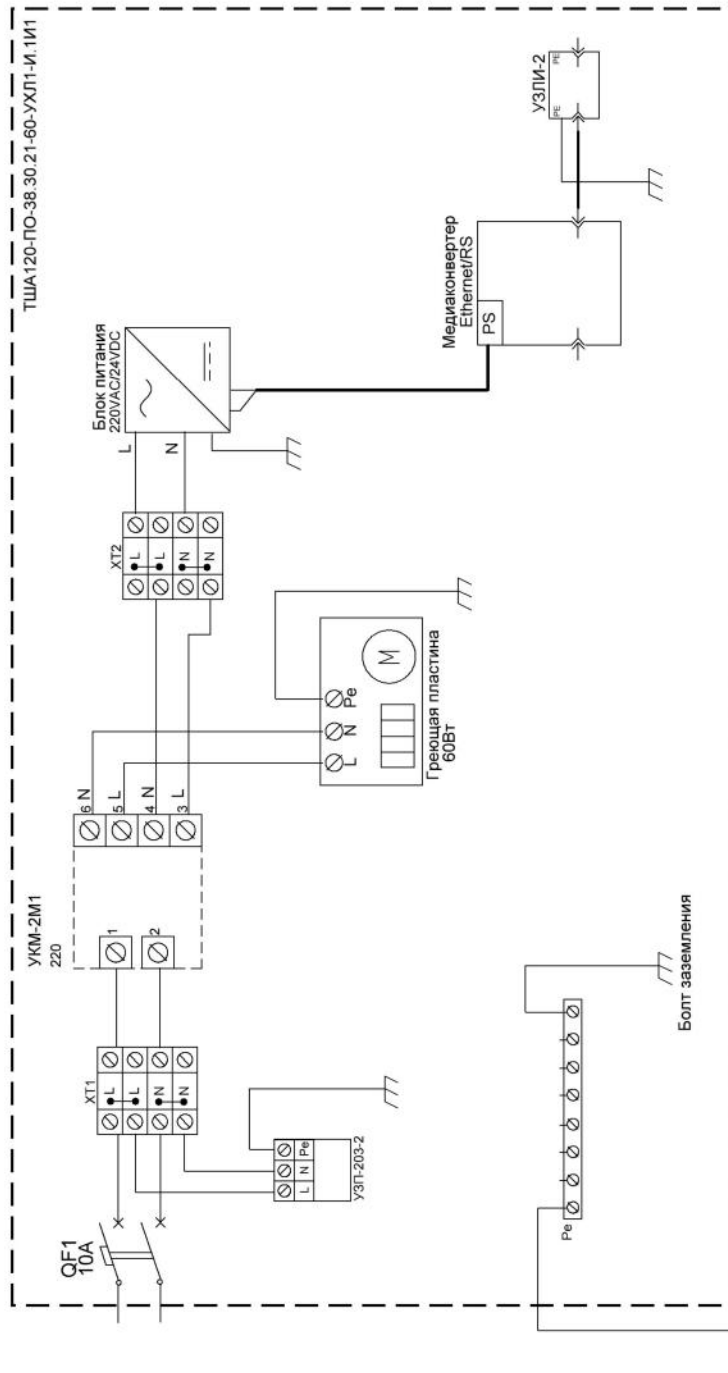 ТША120-ПО-38.30.21-60-УХЛ1-И.1И1
QF1
10А
XT1
L
L
N
N
L
N
Pe
УЗП-203-2
УКМ-2М1
220
1
2
6 N
5 L
4 N
3 L
XT2
L
L
N
N
L
N
Блок питания
220VAC/24VDC
L
N
Pe
M
Греющая пластина
60Вт
Медиаконвертер
Ethernet/RS
PS
УЗЛИ-2
PE
PE
Pe
Болт заземления